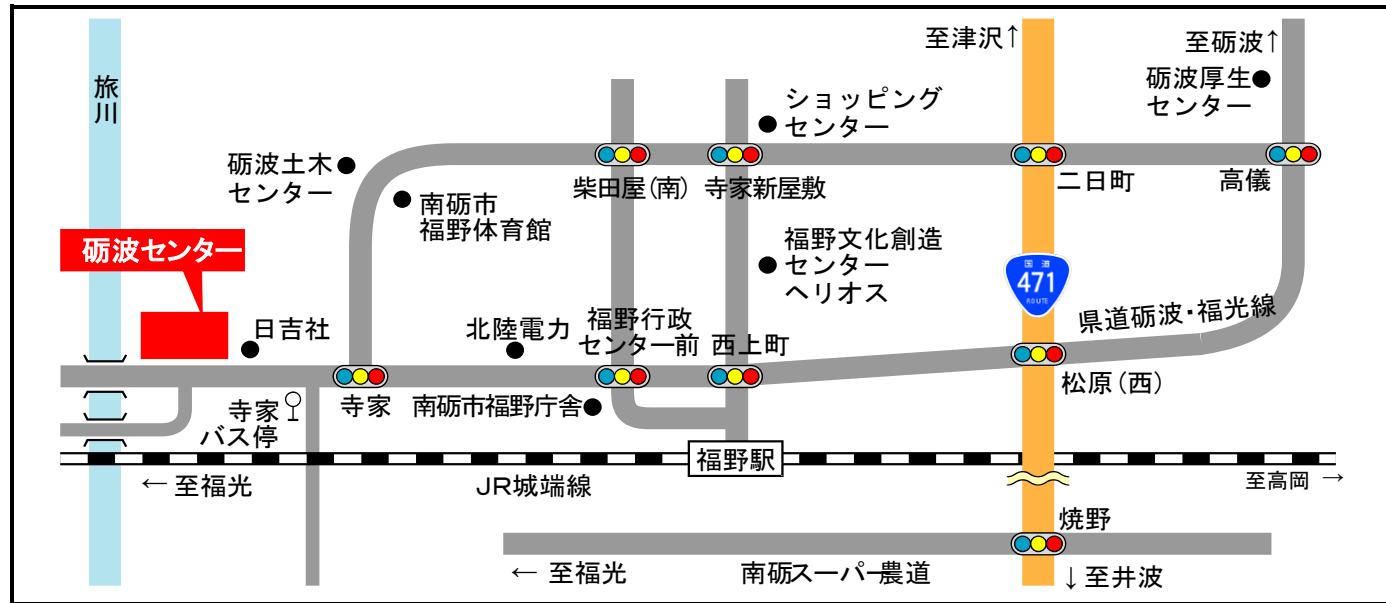 至津沢↑
至砺波↑
旅川
砺波厚生
センター
ショッピング
センター
砺波土木
センター
柴田屋(南)
寺家新屋敷
二日町
高儀
南砺市
福野体育館
砺波センター
福野文化創造
センター
ヘリオス
国道
471
ROUTE
県道砺波・福光線
日吉社
北陸電力
福野行政
センター前
西上町
松原(西)
寺家
バス停
寺家
南砺市福野庁舎
福野駅
← 至福光
JR城端線
至高岡 →
焼野
← 至福光
南砺スーパー農道
↓至井波